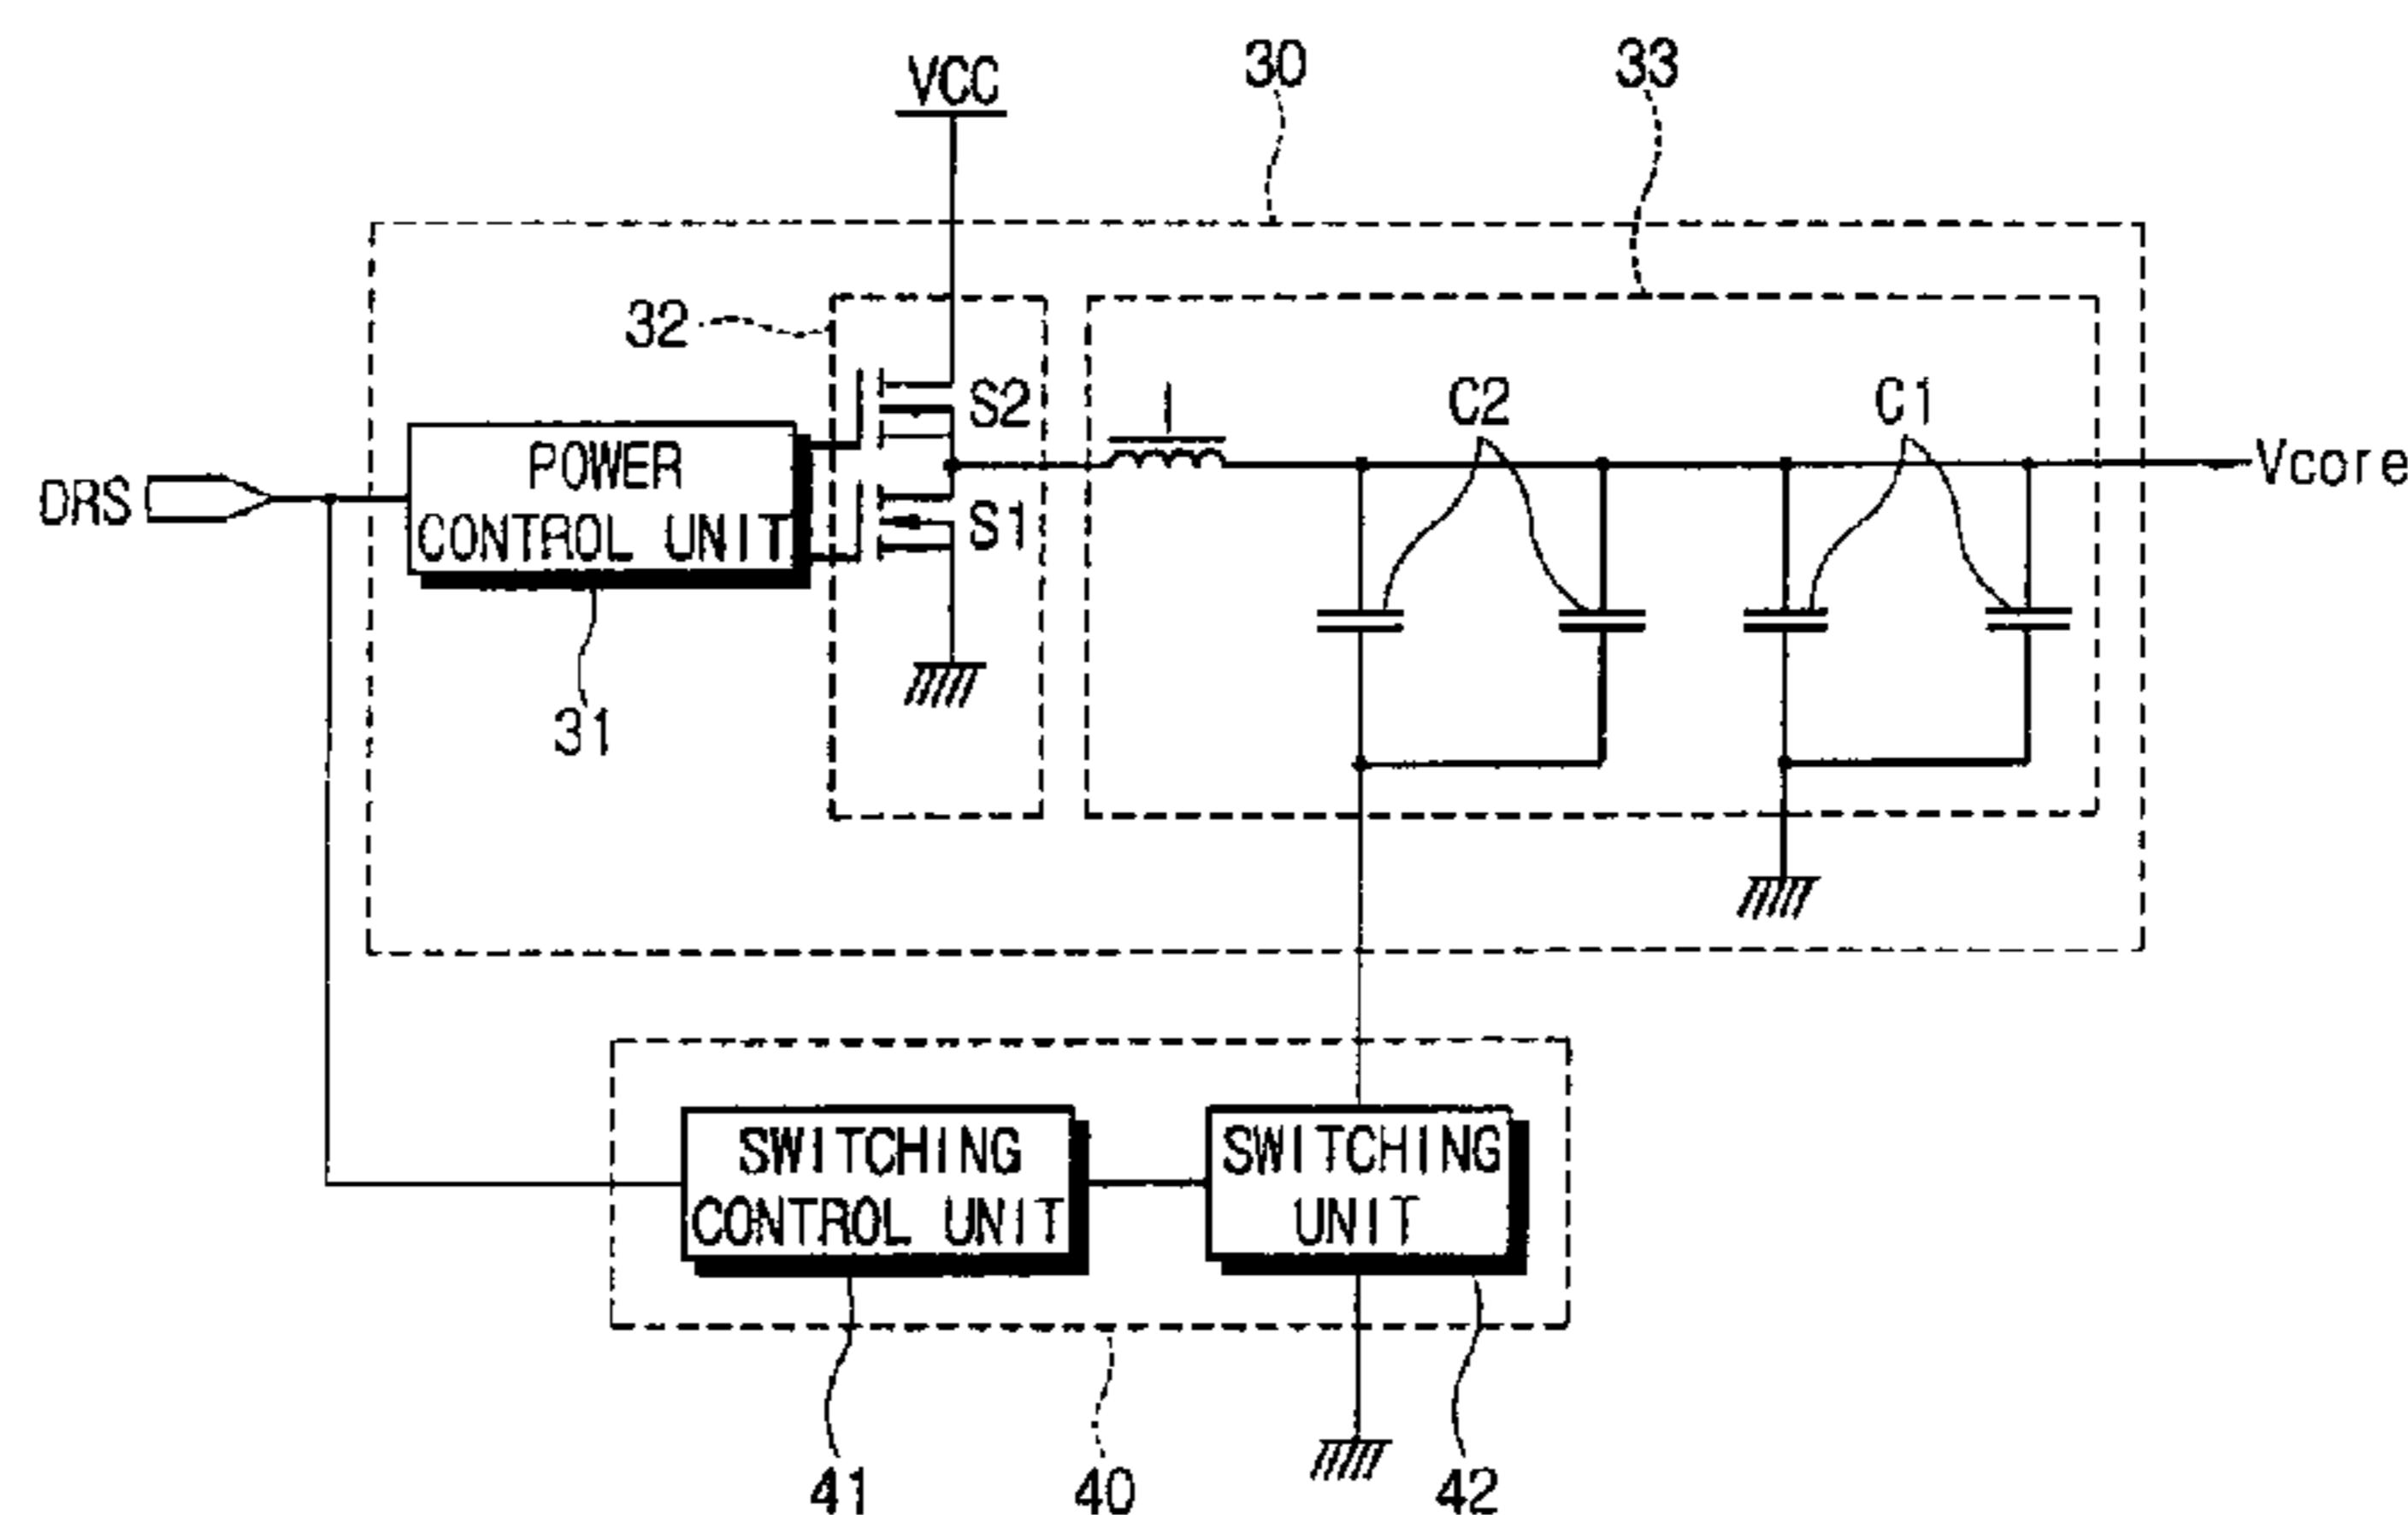 30
33
VCC
32
S2
I
C2
C1
POWER
CONTROL UNIT
DRS
S1
Vcore
31
SWITCHING
CONTROL UNIT
SWITCHING
UNIT
41
40
42